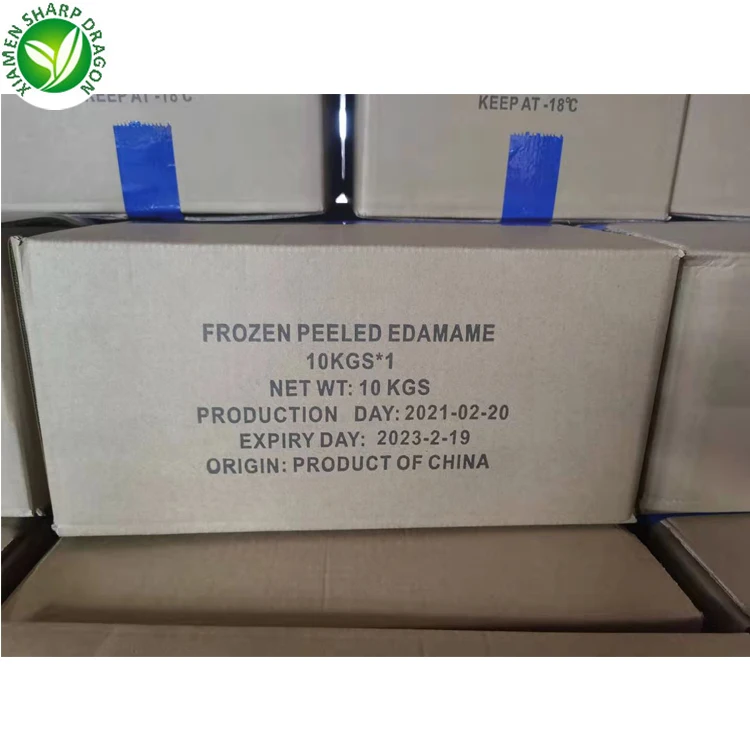 XIAMEN SHARP DRAGON
KEEP AT -18℃
KEEP AT -18℃
FROZEN PEELED EDAMAME
10KGS*1
NET WT: 10 KGS
PRODUCTION DAY: 2021-02-20
EXPIRY DAY: 2023-2-19
ORIGIN: PRODUCT OF CHINA